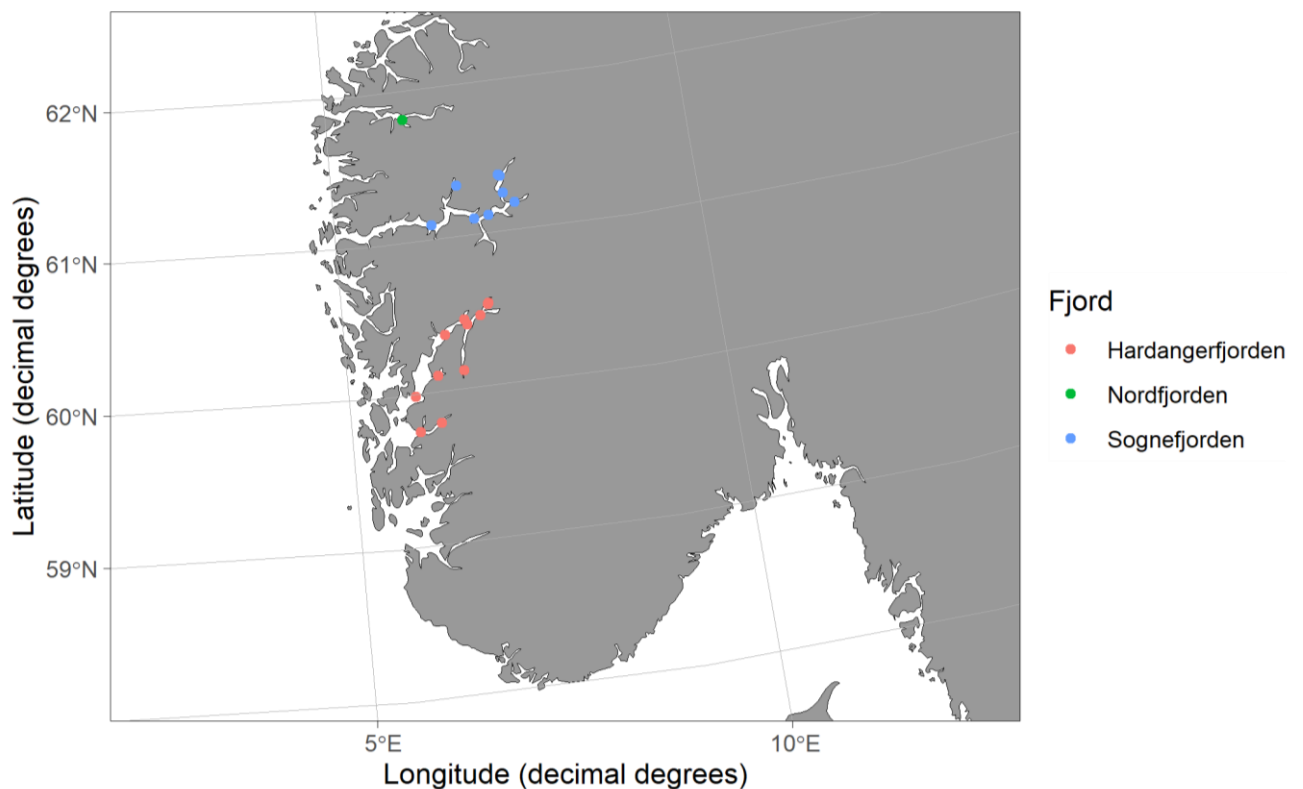 62°N
61°N
60°N
59°N
Latitude (decimal degrees)
5°E
10°E
Longitude (decimal degrees)
Fjord
Hardangerfjorden
Nordfjorden
Sognefjorden